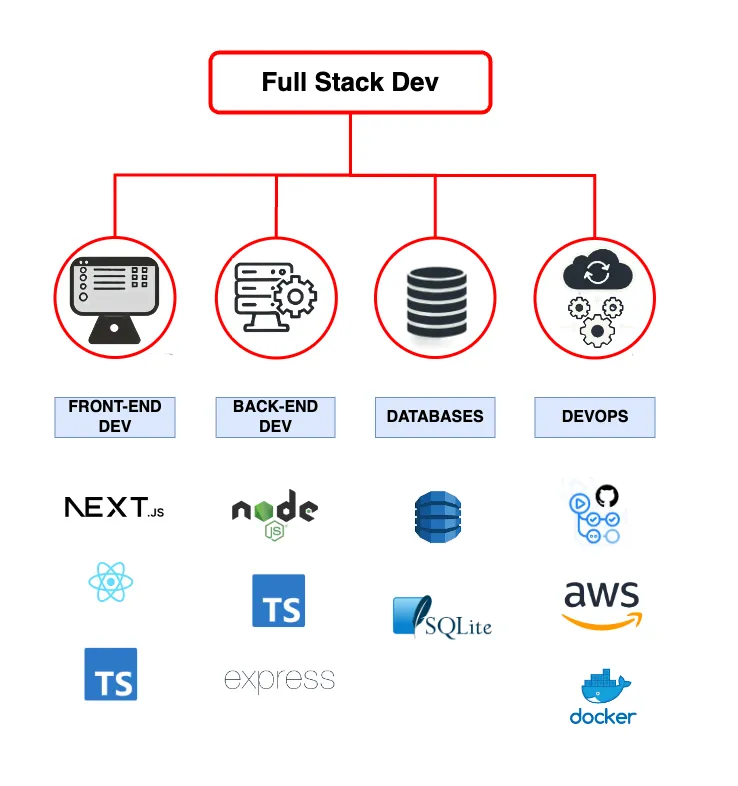 Full Stack Dev
FRONT-END
DEV
BACK-END
DEV
DATABASES
DEVOPS
NEXT.JS
node
JS
aws
TS
SQLite
TS
express
docker